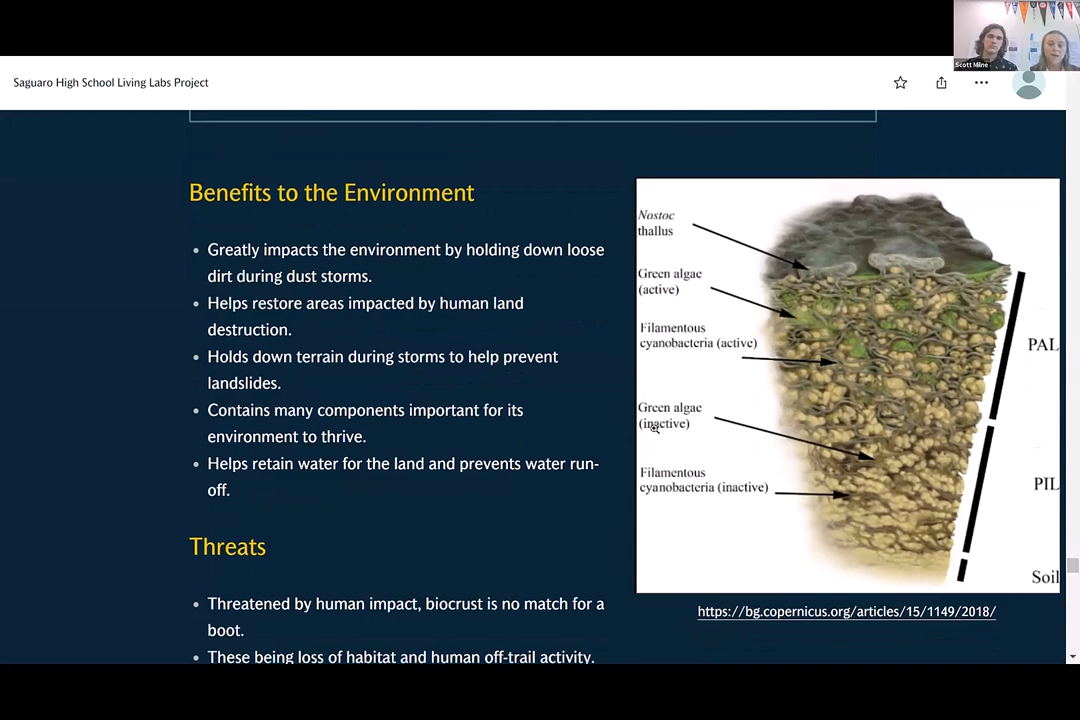 Scott Milne
Saguaro High School Living Labs Project
Benefits to the Environment
• Greatly impacts the environment by holding down loose
dirt during dust storms.
• Helps restore areas impacted by human land
destruction.
• Holds down terrain during storms to help prevent
landslides.
• Contains many components important for its
environment to thrive.
• Helps retain water for the land and prevents water run-
off.
Threats
• Threatened by human impact, biocrust is no match for a
boot.
• These being loss of habitat and human off-trail activity.
Nostoc
thallus
Green algae
(active)
Filamentous
cyanobacteria (active)
Green algae
(inactive)
Filamentous
cyanobacteria (inactive)
PAL
PIL
Soil
https://bg.copernicus.org/articles/15/1149/2018/